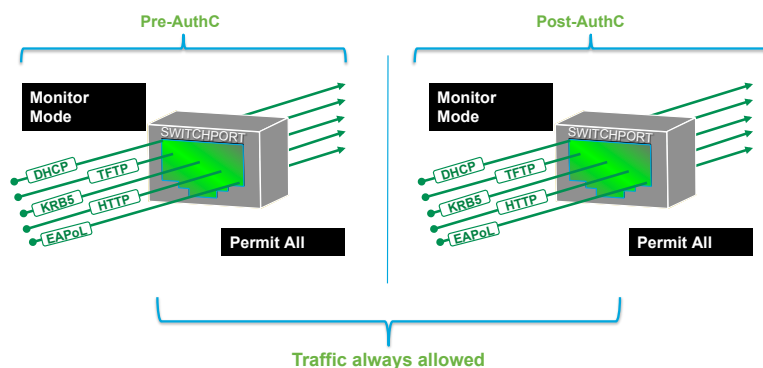 Pre-AuthC
Post-AuthC
Monitor
Mode
SWITCHPORT
DHCP
TFTP
KRB5
HTTP
EAPoL
Permit All
Monitor
Mode
SWITCHPORT
DHCP
TFTP
KRB5
HTTP
EAPoL
Permit All
Traffic always allowed